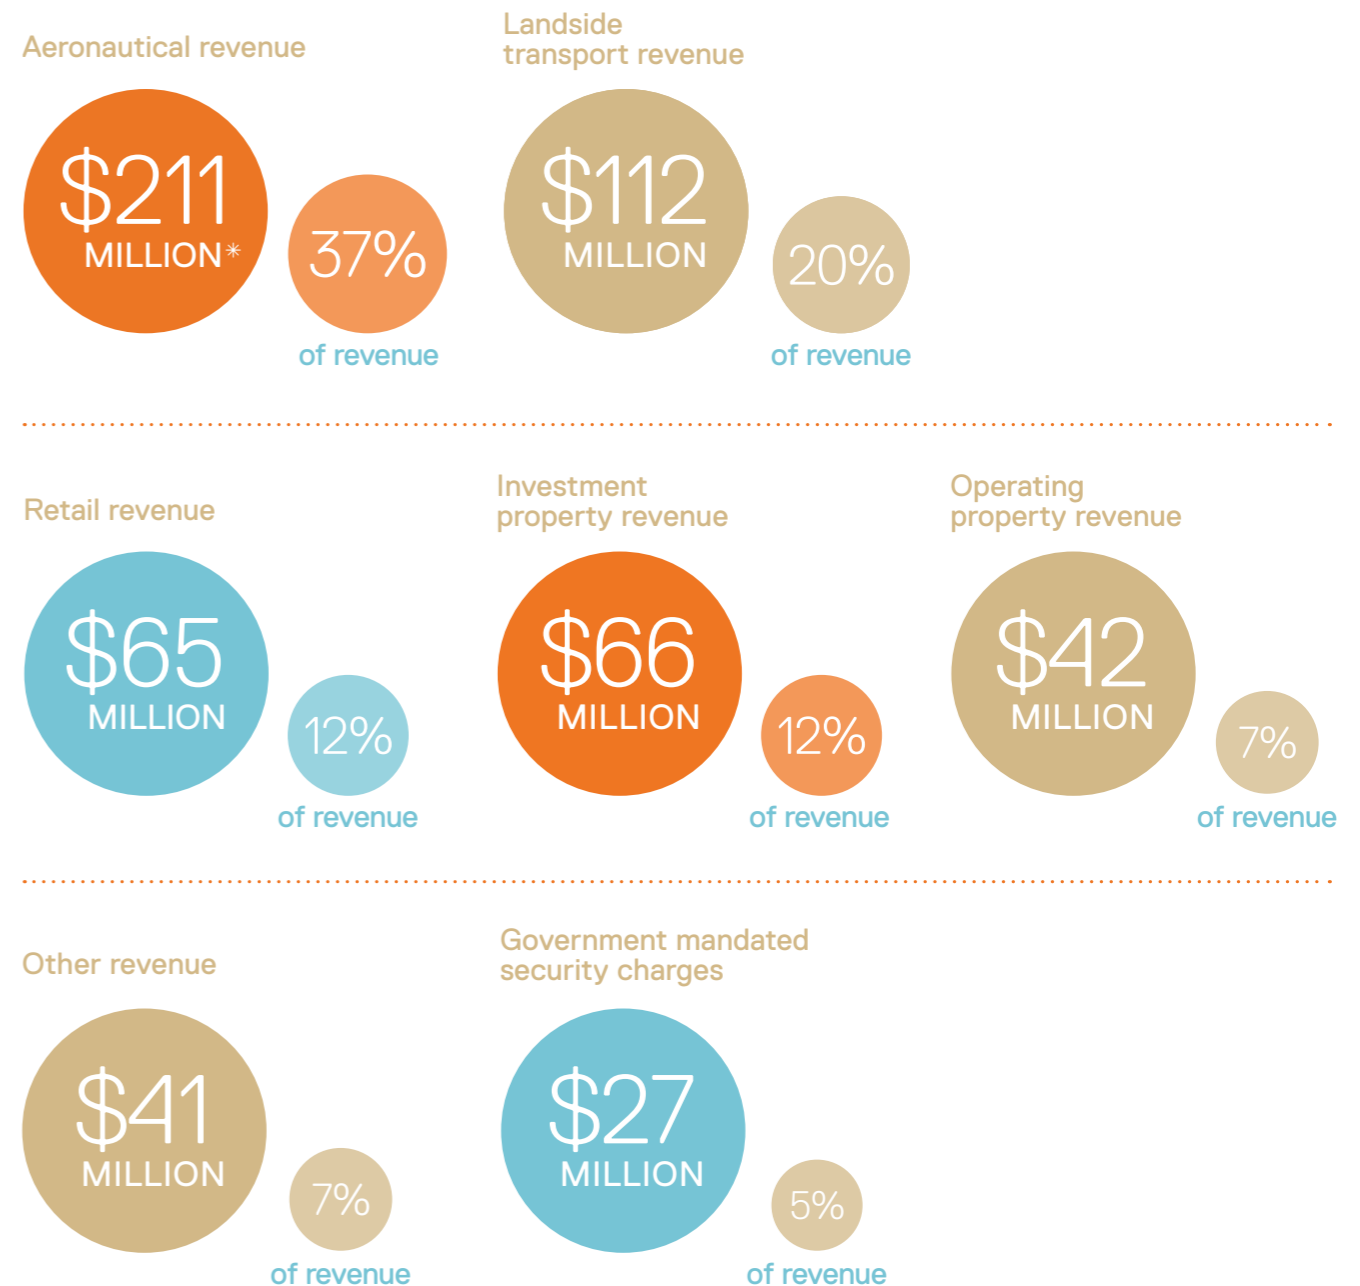 Aeronautical revenue
$211
MILLION*
37%
of revenue
Landside
transport revenue
$112
MILLION
20%
of revenue
Retail revenue
$65
MILLION
12%
of revenue
Investment
property revenue
$66
MILLION
12%
of revenue
Operating
property revenue
$42
MILLION
7%
of revenue
Other revenue
$41
MILLION
7%
of revenue
Government mandated
security charges
$27
MILLION
5%
of revenue